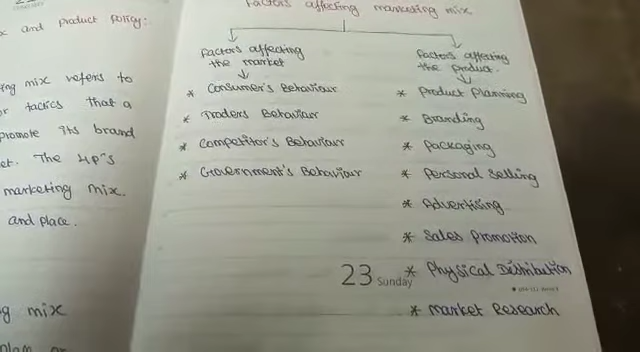 x and product policy:
ing mix refers to
or tactics that a
promote its brand
et. The 4P's
marketing mix.
and place.
g mix
Factors affecting marketing mix
Factors affecting
the market
* Consumer's Behaviour
* Traders Behaviour
* Competitor's Behaviour
* Government's Behaviour
Factors affecting
the product.
* Product Planning
* Branding
* Packaging
* Personal Selling
* Advertising
* Sales Promotion
* Physical Distribution
* Market Research
23 Sunday